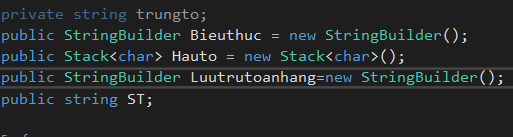 private string trungto;
public StringBuilder Bieuthuc = new StringBuilder();
public Stack<char> Hauto = new Stack<char>();
public StringBuilder Luutrutoanhang=new StringBuilder();
public string ST;